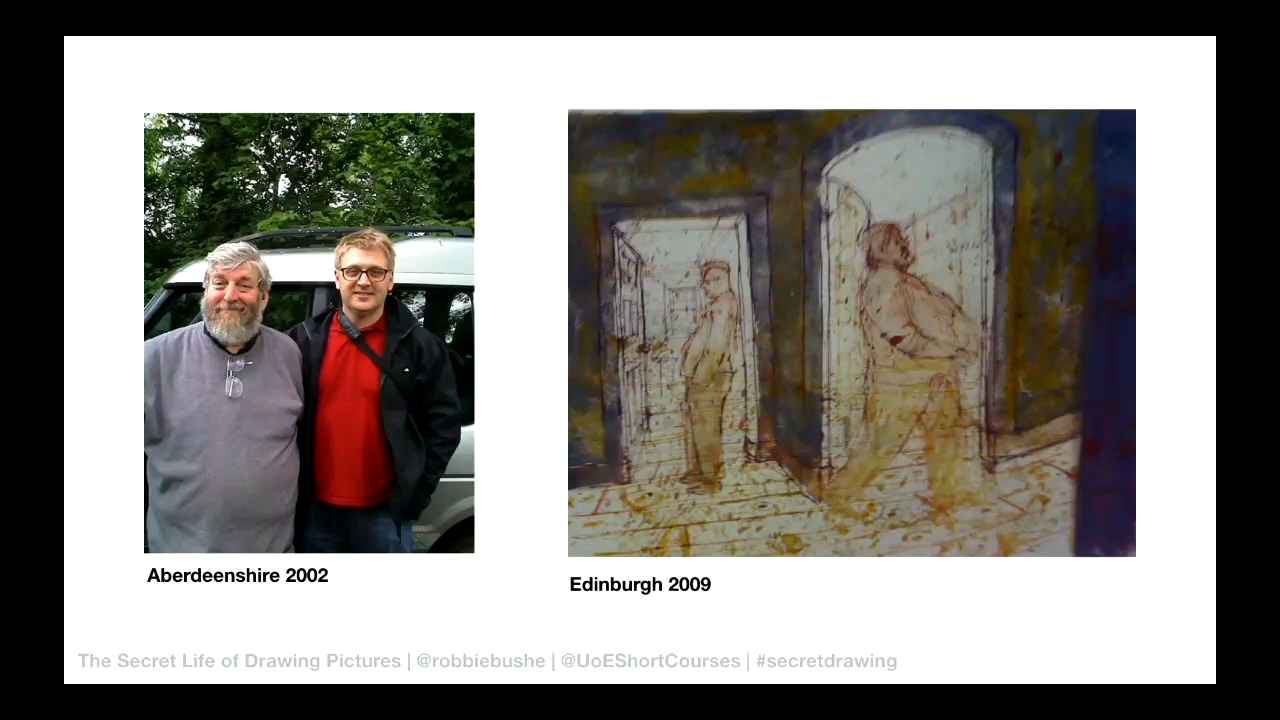 Aberdeenshire 2002
Edinburgh 2009
The Secret Life of Drawing Pictures | @robbiebushe | @UoEShortCourses | #secretdrawing